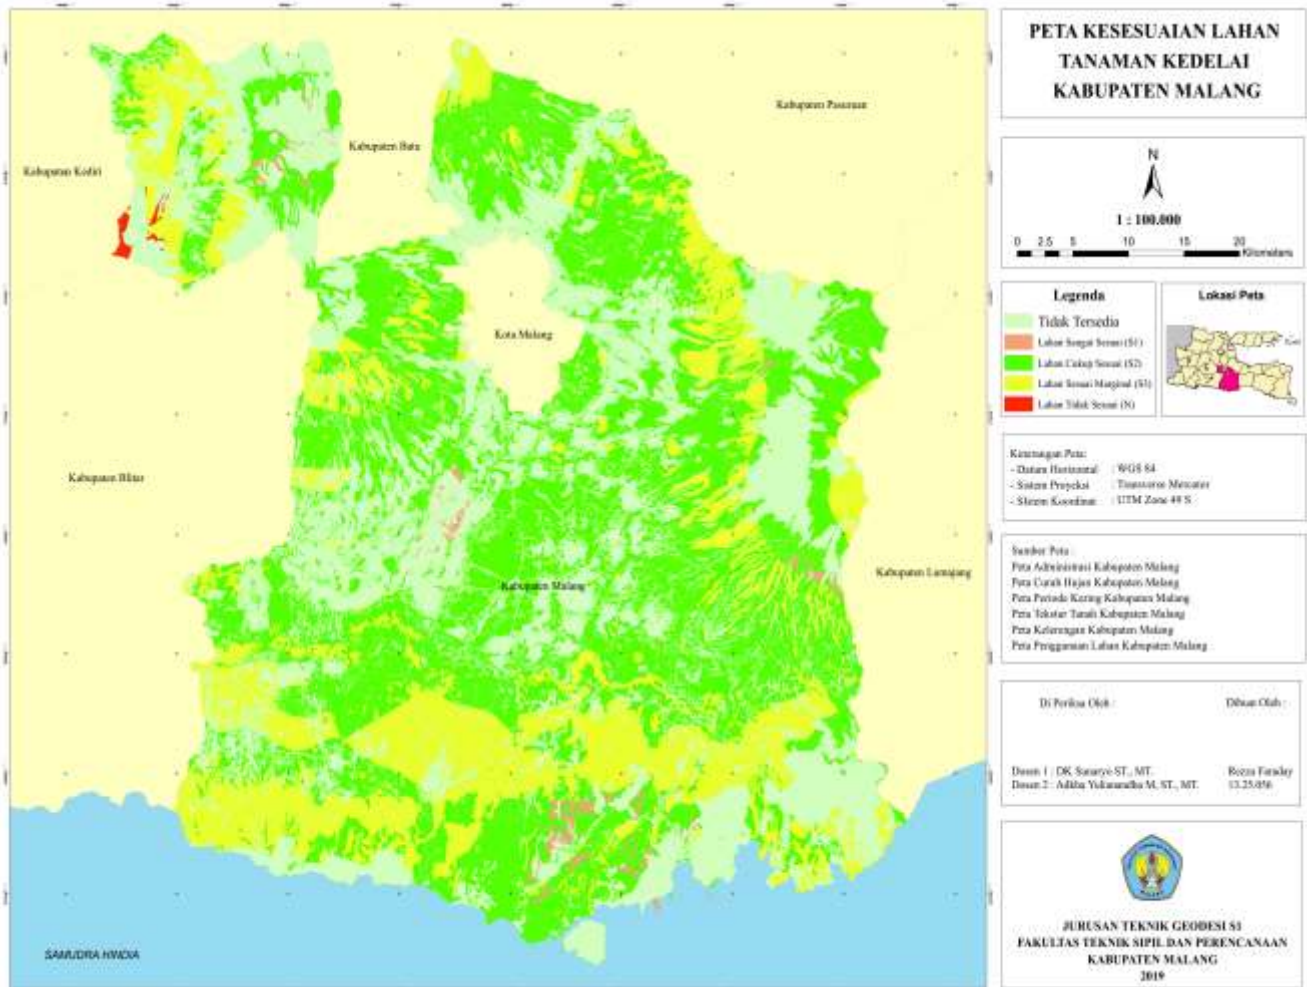 PETA KESESUAIAN LAHAN
TANAMAN KEDELAI
KABUPATEN MALANG
N
1 : 100.000
0 2.5 5 10 15 20
Kilometers
Legenda
Tidak Tersedia
Lahan Sangat Sesuai (S1)
Lahan Cukup Sesuai (S2)
Lahan Sesuai Marginal (S3)
Lahan Tidak Sesuai (N)
Lokasi Peta
Keterangan Peta:
- Datum Horizontal : WGS 84
- Sistem Proyeksi : Transverse Mercator
- Sistem Koordinat : UTM Zone 49 S
Sumber Peta :
Peta Administrasi Kabupaten Malang
Peta Curah Hujan Kabupaten Malang
Peta Periode Kering Kabupaten Malang
Peta Tekstur Tanah Kabupaten Malang
Peta Kelerengan Kabupaten Malang
Peta Penggunaan Lahan Kabupaten Malang
Di Periksa Oleh :
Dibuat Oleh :
Dosen 1 : DK Sunaryo ST., MT.
Dosen 2 : M, ST., MT.
Rezza Faraday
13.25.056
JURUSAN TEKNIK GEODESI S1
FAKULTAS TEKNIK SIPIL DAN PERENCANAAN
KABUPATEN MALANG
2019
Kabupaten Pasuruan
Kabupaten Batu
Kabupaten Kediri
Kota Malang
Kabupaten Blitar
Kabupaten Lumajang
Kabupaten Malang
SAMUDRA HINDIA